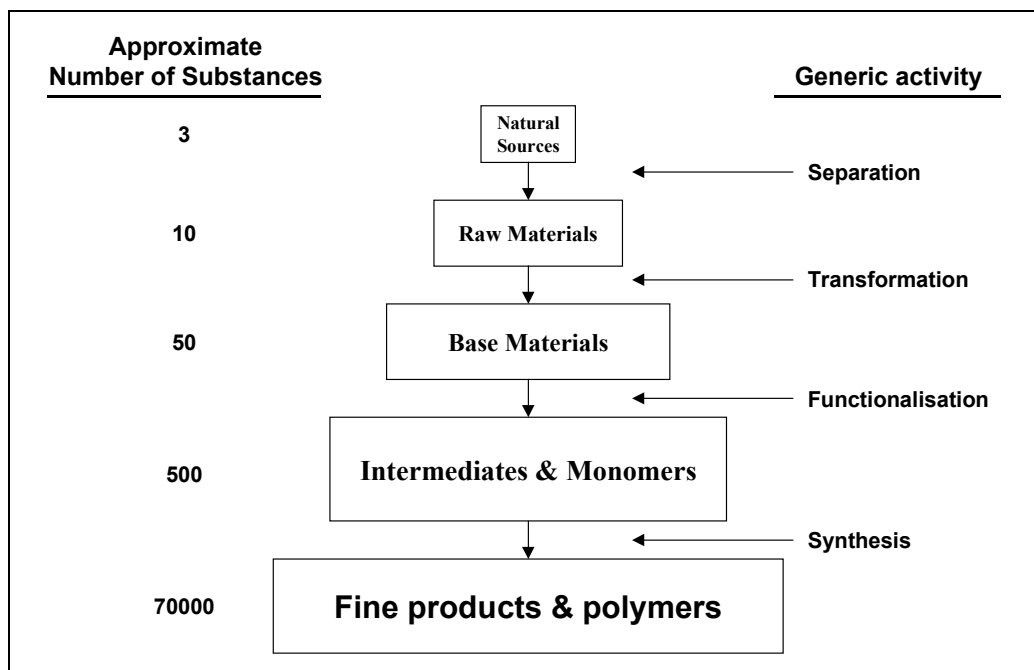 Approximate
Number of Substances
Generic activity
3
Natural
Sources
Separation
10
Raw Materials
Transformation
50
Base Materials
Functionalisation
500
Intermediates & Monomers
Synthesis
70000
Fine products & polymers